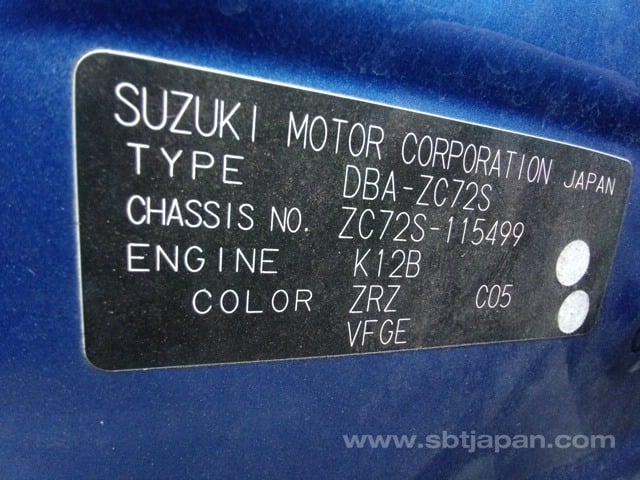 SUZUKI MOTOR CORPORATION JAPAN
TYPE DBA-ZC72S
CHASSIS NO. ZC72S-115499
ENGINE K12B
COLOR ZRZ C05
VFGE
www.sbtjapan.com